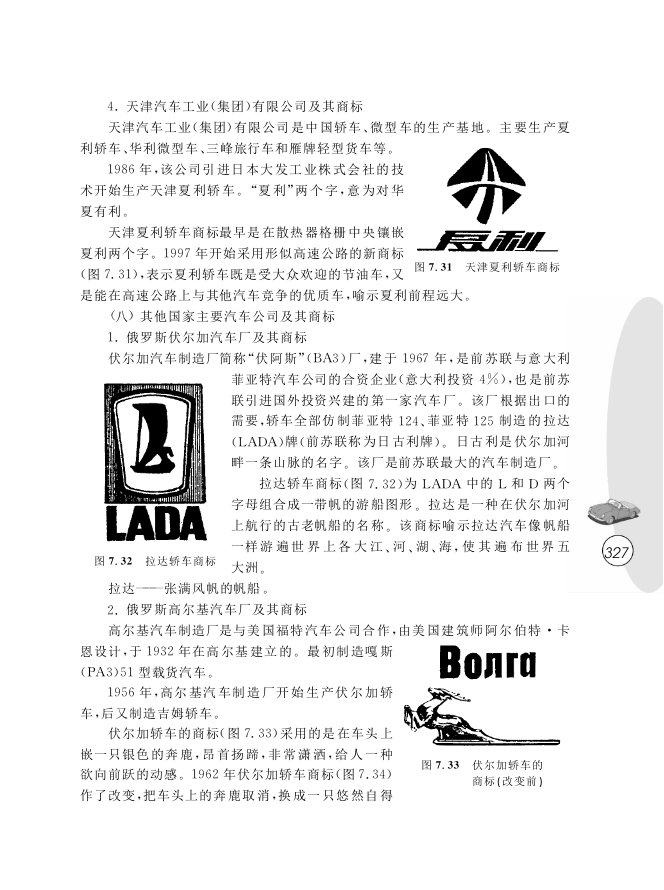 4. 天津汽车工业(集团)有限公司及其商标
天津汽车工业(集团)有限公司是中国轿车、微型车的生产基地。主要生产夏
利轿车、华利微型车、三峰旅行车和雁牌轻型货车等。
1986 年,该公司引进日本大发工业株式会社的技
术开始生产天津夏利轿车。“夏利”两个字,意为对华
夏有利。
天津夏利轿车商标最早是在散热器格栅中央镶嵌
夏利两个字。1997 年开始采用形似高速公路的新商标
(图 7.31),表示夏利轿车既是受大众欢迎的节油车,又
是能在高速公路上与其他汽车竞争的优质车,喻示夏利前程远大。
夏利
图 7.31 天津夏利轿车商标
(八) 其他国家主要汽车公司及其商标
1. 俄罗斯伏尔加汽车厂及其商标
伏尔加汽车制造厂简称“伏阿斯”(BA3)厂,建于 1967 年,是前苏联与意大利
菲亚特汽车公司的合资企业(意大利投资 4%),也是前苏
联引进国外投资兴建的第一家汽车厂。该厂根据出口的
需要,轿车全部仿制菲亚特 124、菲亚特 125 制造的拉达
(LADA)牌(前苏联称为日古利牌)。日古利是伏尔加河
畔一条山脉的名字。该厂是前苏联最大的汽车制造厂。
拉达轿车商标(图 7.32)为 LADA 中的 L 和 D 两个
字母组合成一带帆的游船图形。拉达是一种在伏尔加河
上航行的古老帆船的名称。该商标喻示拉达汽车像帆船
一样游遍世界上各大江、河、湖、海,使其遍布世界五
大洲。
LADA
图 7.32 拉达轿车商标
拉达——张满风帆的帆船。
2. 俄罗斯高尔基汽车厂及其商标
高尔基汽车制造厂是与美国福特汽车公司合作,由美国建筑师阿尔伯特·卡
恩设计,于 1932 年在高尔基建立的。最初制造嘎斯
(PA3)51 型载货汽车。
1956 年,高尔基汽车制造厂开始生产伏尔加轿
车,后又制造吉姆轿车。
伏尔加轿车的商标(图 7.33)采用的是在车头上
嵌一只银色的奔鹿,昂首扬蹄,非常潇洒,给人一种
欲向前跃的动感。1962 年伏尔加轿车商标(图 7.34)
作了改变,把车头上的奔鹿取消,换成一只悠然自得
Волга
图 7.33 伏尔加轿车的
商标(改变前)
327